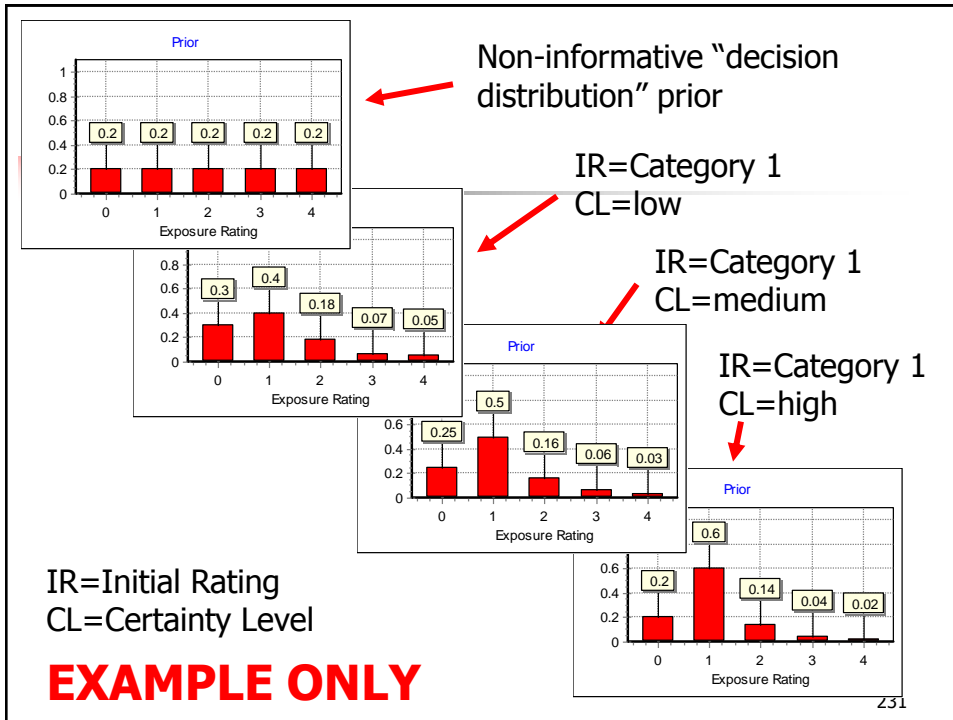 Prior
1
0.8
0.6
0.4
0.2
0
0.2 0.2 0.2 0.2 0.2
0 1 2 3 4
Exposure Rating
Non-informative “decision
distribution” prior
IR=Category 1
CL=low
0.8
0.6
0.4
0.2
0
0.3 0.4 0.18 0.07 0.05
0 1 2 3 4
Exposure Rating
IR=Category 1
CL=medium
Prior
0.6
0.4
0.2
0
0.25 0.5 0.16 0.06 0.03
0 1 2 3 4
Exposure Rating
IR=Category 1
CL=high
Prior
0.6
0.4
0.2
0
0.2 0.6 0.14 0.04 0.02
0 1 2 3 4
Exposure Rating
IR=Initial Rating
CL=Certainty Level
EXAMPLE ONLY
231